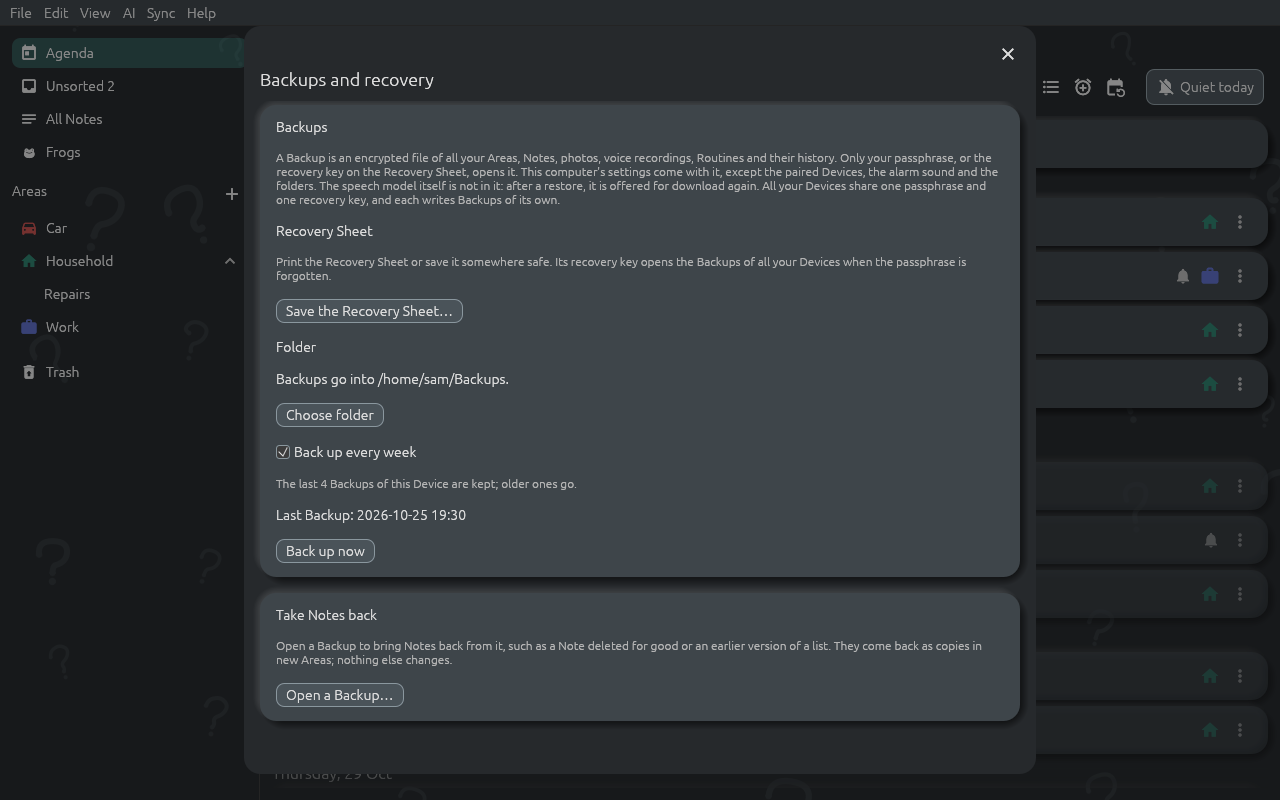 File Edit View AI Sync Help
Agenda
Unsorted 2
All Notes
Frogs
Areas
Car
Household
Repairs
Work
Trash
Quiet today
Backups and recovery
Backups
A Backup is an encrypted file of all your Areas, Notes, photos, voice recordings, Routines and their history. Only your passphrase, or the
recovery key on the Recovery Sheet, opens it. This computer's settings come with it, except the paired Devices, the alarm sound and the
folders. The speech model itself is not in it: after a restore, it is offered for download again. All your Devices share one passphrase and
one recovery key, and each writes Backups of its own.
Recovery Sheet
Print the Recovery Sheet or save it somewhere safe. Its recovery key opens the Backups of all your Devices when the passphrase is
forgotten.
Save the Recovery Sheet…
Folder
Backups go into /home/sam/Backups.
Choose folder
Back up every week
The last 4 Backups of this Device are kept; older ones go.
Last Backup: 2026-10-25 19:30
Back up now
Take Notes back
Open a Backup to bring Notes back from it, such as a Note deleted for good or an earlier version of a list. They come back as copies in
new Areas; nothing else changes.
Open a Backup…
Thursday, 29 Oct